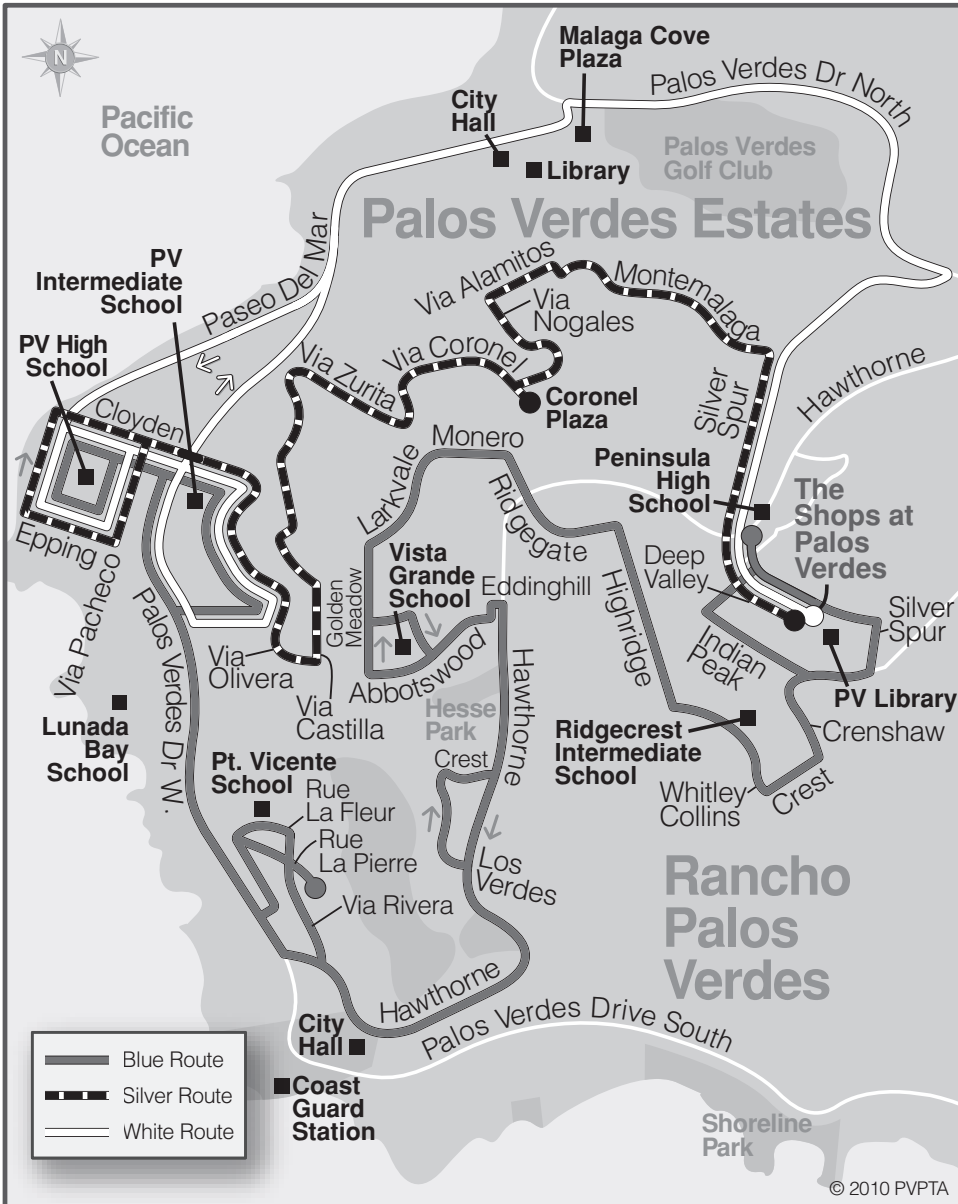 N
Pacific
Ocean
Malaga Cove
Plaza
Palos Verdes Dr North
City
Hall
Library
Palos Verdes
Golf Club
Palos Verdes Estates
PV
Intermediate
School
Paseo Del Mar
PV High
School
Cloyden
Via Zurita
Via Coronel
Via Alamitos
Via
Nogales
Montemalaga
Coronel
Plaza
Silver
Spur
Hawthorne
Epping
Via Pacheco
Larkvale
Monero
Ridgegate
Peninsula
High
School
The
Shops at
Palos
Verdes
Deep
Valley
Vista
Grande
School
Golden
Meadow
Eddinghill
Highridge
Silver
Spur
Indian
Peak
Abbotswood
Via
Olivera
Via
Castilla
Palos Verdes Dr W.
Hesse
Park
Hawthorne
PV Library
Lunada
Bay
School
Pt. Vicente
School
Crest
Ridgecrest
Intermediate
School
Crenshaw
Whitley
Collins
Crest
Rue
La Fleur
Rue
La Pierre
Los
Verdes
Via Rivera
Rancho
Palos
Verdes
Hawthorne
City
Hall
Palos Verdes Drive South
Blue Route
Silver Route
White Route
Coast
Guard
Station
Shoreline
Park
© 2010 PVPTA